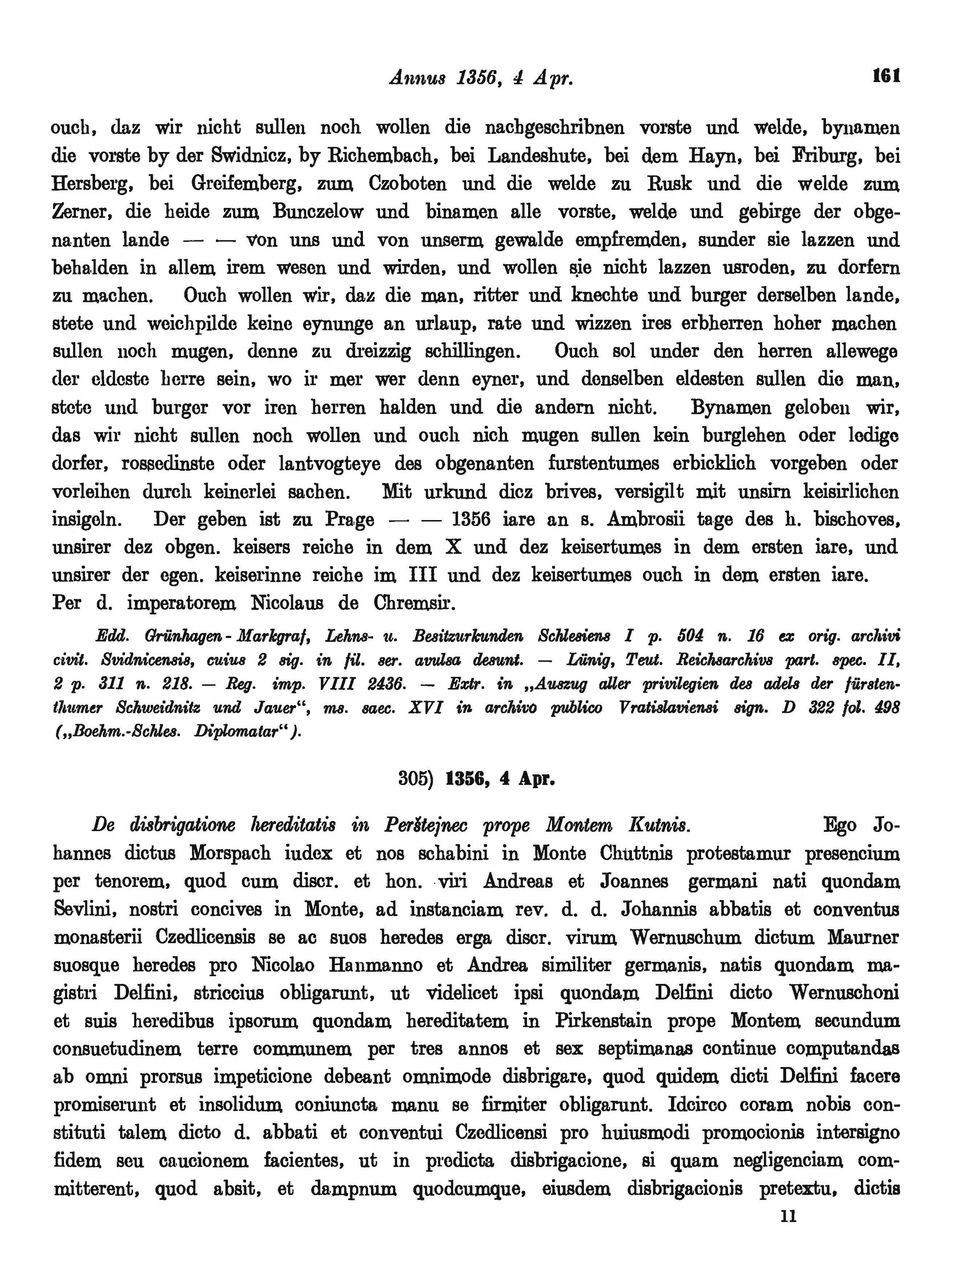 Annus 1356, 4 Apr. 161
ouch, daz wir nicht sullen noch wollen die nachgeschribnen vorste und welde, bynamen
die vorste by der Swidnicz, by Richembach, bei Landeshute, bei dem Hayn, bei Friburg, bei
Hersberg, bei Greifemberg, zum Czoboten und die welde zu Rusk und die welde zum
Zerner, die heide zum Bunczelow und binamen alle vorste, welde und gebirge der obge-
nanten lande — — von uns und von unserm gewalde empfremden, sunder sie lazzen und
behalden in allem irem wesen und wirden, und wollen sie nicht lazzen usroden, zu dorfern
zu machen. Ouch wollen wir, daz die man, ritter und knechte und burger derselben lande,
stete und weichpilde keine eynunge an urlaup, rate und wizzen ires erbherren hoher machen
sullen noch mugen, denne zu dreizzig schillingen. Ouch sol under den herren allewege
der eldeste herre sein, wo ir mer wer denn eyner, und denselben eldesten sullen die man,
stete und burger vor iren herren halden und die andern nicht. Bynamen geloben wir,
das wir nicht sullen noch wollen und ouch nich mugen sullen kein burglehen oder ledige
dorfer, rossedinste oder lantvogteye des obgenanten furstentumes erbicklich vorgeben oder
vorleihen durch keinerlei sachen. Mit urkund dicz brives, versigilt mit unsirn keisirlichen
insigeln. Der geben ist zu Prage — — 1356 iare an s. Ambrosii tage des h. bischoves,
unsirer dez obgen. keisers reiche in dem X und dez keisertumes in dem ersten iare, und
unsirer der egen. keiserinne reiche im III und dez keisertumes ouch in dem ersten iare.
Per d. imperatorem Nicolaus de Chremsir.
Edd. Grünhagen-Markgraf, Lehns- u. Besitzurkunden Schlesiens I p. 504 n. 16 ex orig. archivi
civit. Svidnicensis, cuius 2 sig. in fil. ser. avulsa desunt. — Lünig, Teut. Reichsarchivs part. spec. II,
2 p. 311 n. 218. — Reg. imp. VIII 2436. — Extr. in „Auszug aller privilegien des adels der fürsten-
thumer Schweidnitz und Jauer“, ms. saec. XVI in archivo publico Vratislaviensi sign. D 322 fol. 498
(„Boehm.-Schles. Diplomatar“).
305) 1356, 4 Apr.
De disbrigatione hereditatis in Perštejnec prope Montem Kutnis. Ego Jo-
hannes dictus Morspach iudex et nos schabini in Monte Chuttnis protestamur presencium
per tenorem, quod cum discr. et hon. viri Andreas et Joannes germani nati quondam
Sevlini, nostri concives in Monte, ad instanciam rev. d. d. Johannis abbatis et conventus
monasterii Czedlicensis se ac suos heredes erga discr. virum Wernuschum dictum Maurner
suosque heredes pro Nicolao Hanmanno et Andrea similiter germanis, natis quondam ma-
gistri Delfini, striccius obligarunt, ut videlicet ipsi quondam Delfini dicto Wernuschoni
et suis heredibus ipsorum quondam hereditatem in Pirkenstain prope Montem secundum
consuetudinem terre communem per tres annos et sex septimanas continue computandas
ab omni prorsus impeticione debeant omnimode disbrigare, quod quidem dicti Delfini facere
promiserunt et insolidum coniuncta manu se firmiter obligarunt. Idcirco coram nobis con-
stituti talem dicto d. abbati et conventui Czedlicensi pro huiusmodi promocionis intersigno
fidem seu caucionem facientes, ut in predicta disbrigacione, si quam negligenciam com-
mitterent, quod absit, et dampnum quodcumque, eiusdem disbrigacionis pretextu, dictis
11